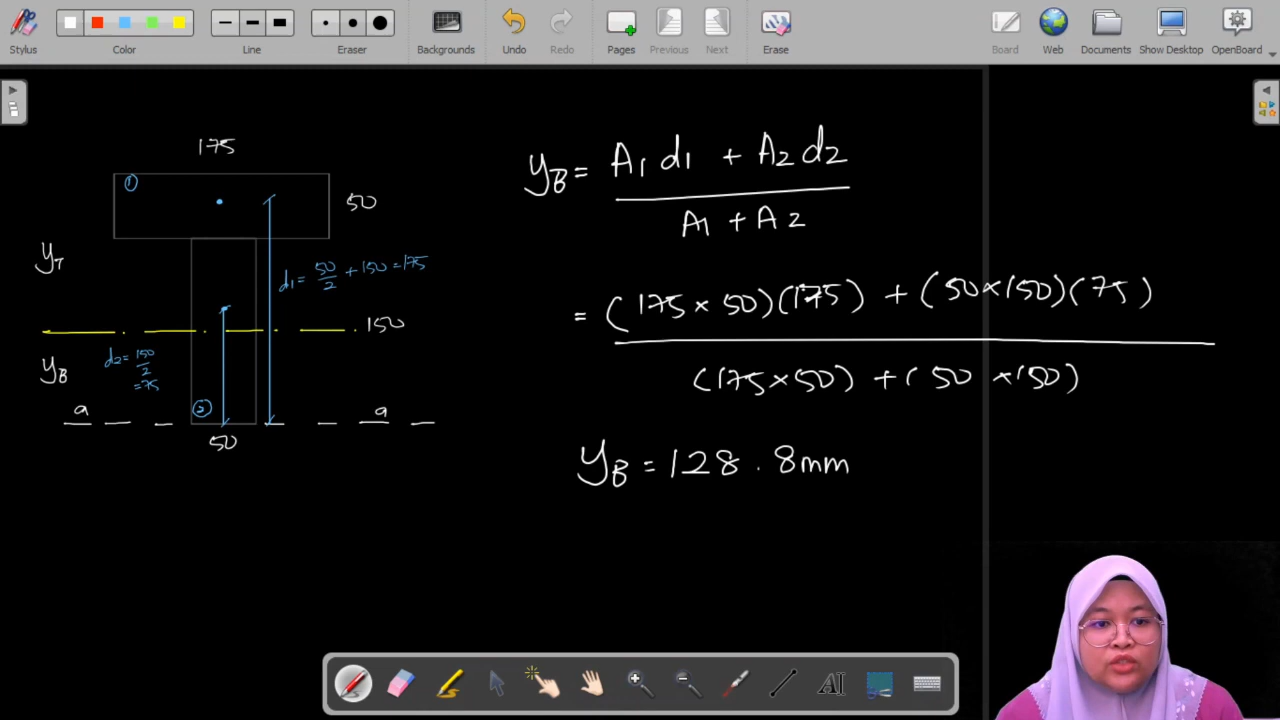 Stylus
Color
Line
Eraser
Backgrounds
Undo
Redo
Pages
Previous
Next
Erase
Board
Web
Documents
Show Desktop
OpenBoard
175
①
50
yT
d1 = 50/2 + 150 = 175
150
d2 = 150/2
= 75
yB
a
②
a
50
yB = A1 d1 + A2 d2
A1 + A2
= (175 × 50)(175) + (50 × 150)(75)
(175 × 50) + (50 × 150)
yB = 128.8mm
AI